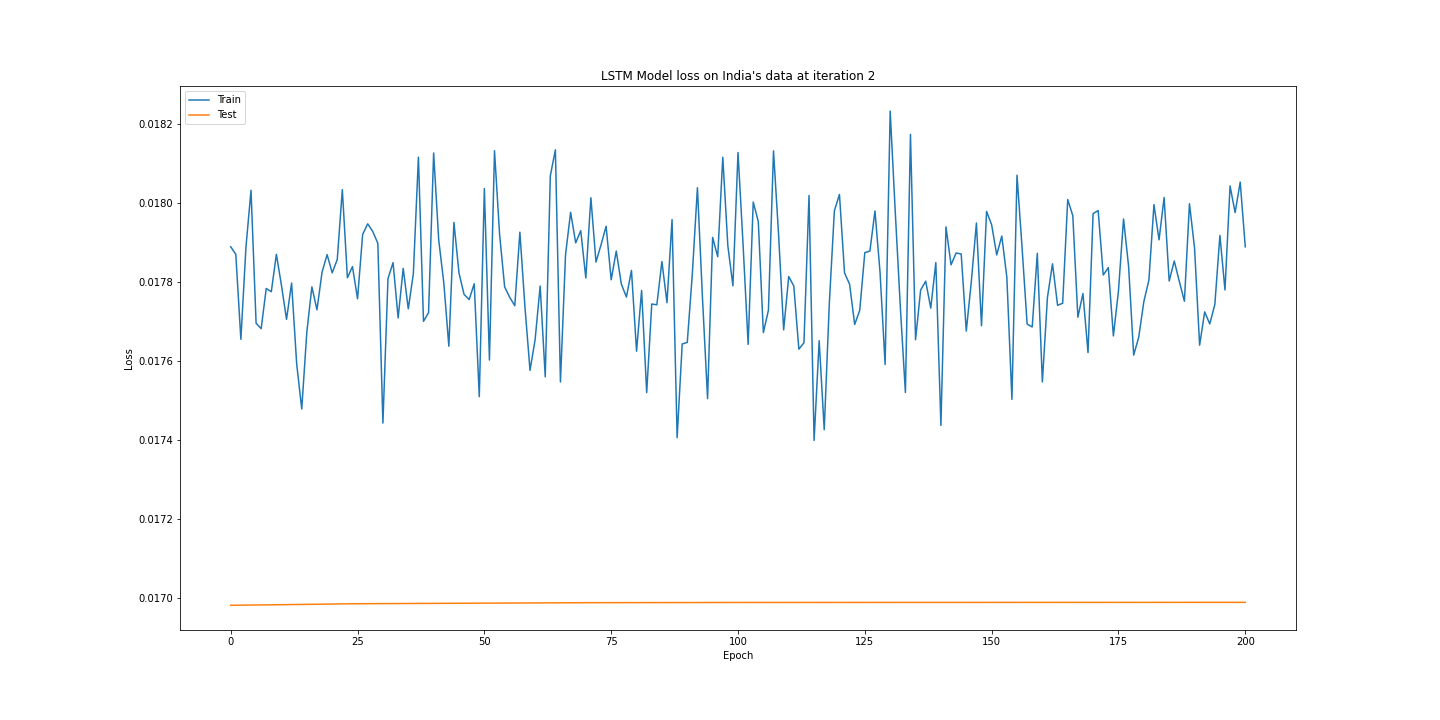 LSTM Model loss on India's data at iteration 2
Train
Test
0.0182
0.0180
0.0178
0.0176
0.0174
0.0172
0.0170
Loss
0 25 50 75 100 125 150 175 200
Epoch